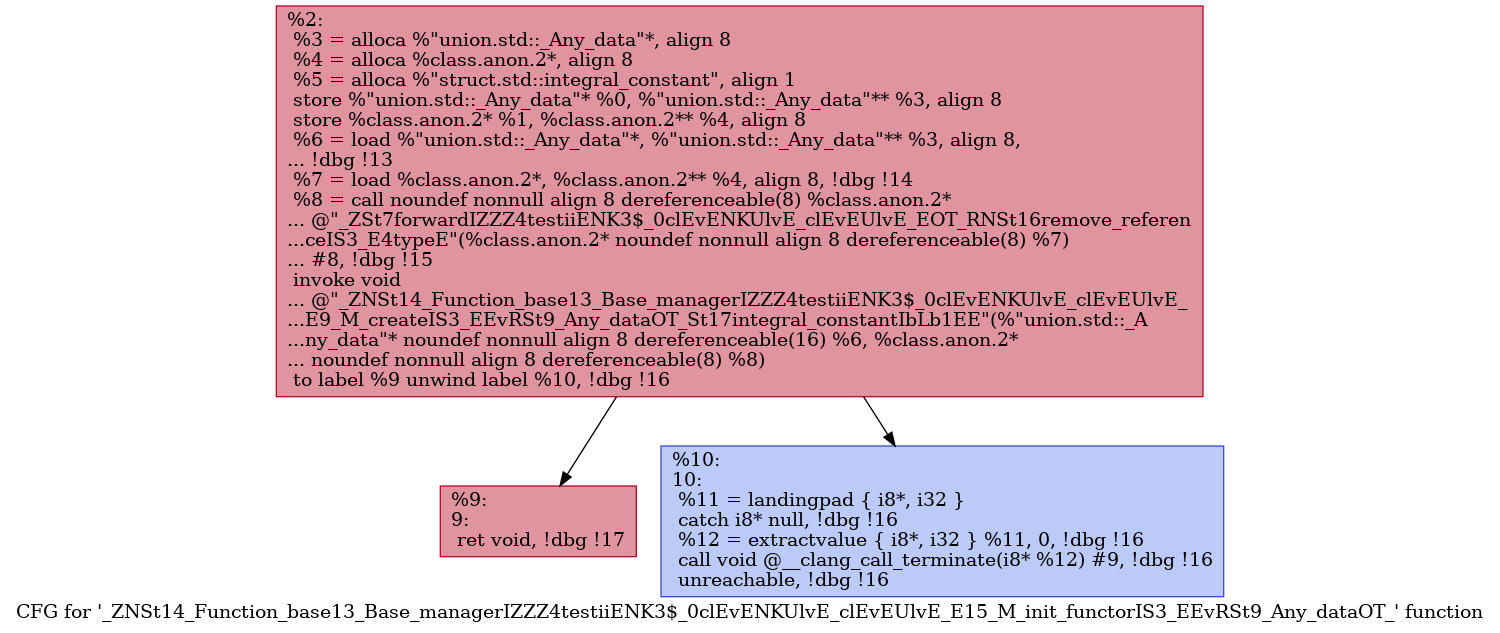 %2:
%3 = alloca %"union.std::_Any_data"*, align 8
%4 = alloca %class.anon.2*, align 8
%5 = alloca %"struct.std::integral_constant", align 1
store %"union.std::_Any_data"* %0, %"union.std::_Any_data"** %3, align 8
store %class.anon.2* %1, %class.anon.2** %4, align 8
%6 = load %"union.std::_Any_data"*, %"union.std::_Any_data"** %3, align 8,
... !dbg !13
%7 = load %class.anon.2*, %class.anon.2** %4, align 8, !dbg !14
%8 = call noundef nonnull align 8 dereferenceable(8) %class.anon.2*
... @"_ZSt7forwardIZZZ4testiiENK3$_0clEvENKUlvE_clEvEUlvE_EOT_RNSt16remove_referen
...ceIS3_E4typeE"(%class.anon.2* noundef nonnull align 8 dereferenceable(8) %7)
... #8, !dbg !15
invoke void
... @"_ZNSt14_Function_base13_Base_managerIZZZ4testiiENK3$_0clEvENKUlvE_clEvEUlvE_
...E9_M_createIS3_EEvRSt9_Any_dataOT_St17integral_constantIbLb1EE"(%"union.std::_A
...ny_data"* noundef nonnull align 8 dereferenceable(16) %6, %class.anon.2*
... noundef nonnull align 8 dereferenceable(8) %8)
to label %9 unwind label %10, !dbg !16
%9:
9:
ret void, !dbg !17
%10:
10:
%11 = landingpad { i8*, i32 }
catch i8* null, !dbg !16
%12 = extractvalue { i8*, i32 } %11, 0, !dbg !16
call void @__clang_call_terminate(i8* %12) #9, !dbg !16
unreachable, !dbg !16
CFG for '_ZNSt14_Function_base13_Base_managerIZZZ4testiiENK3$_0clEvENKUlvE_clEvEUlvE_E15_M_init_functorIS3_EEvRSt9_Any_dataOT_' function